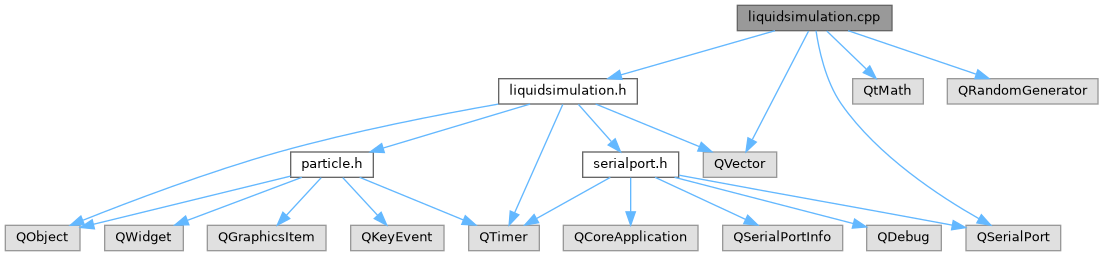 liquidsimulation.cpp
liquidsimulation.h
QtMath
QRandomGenerator
particle.h
serialport.h
QVector
QObject
QWidget
QGraphicsItem
QKeyEvent
QTimer
QCoreApplication
QSerialPortInfo
QDebug
QSerialPort